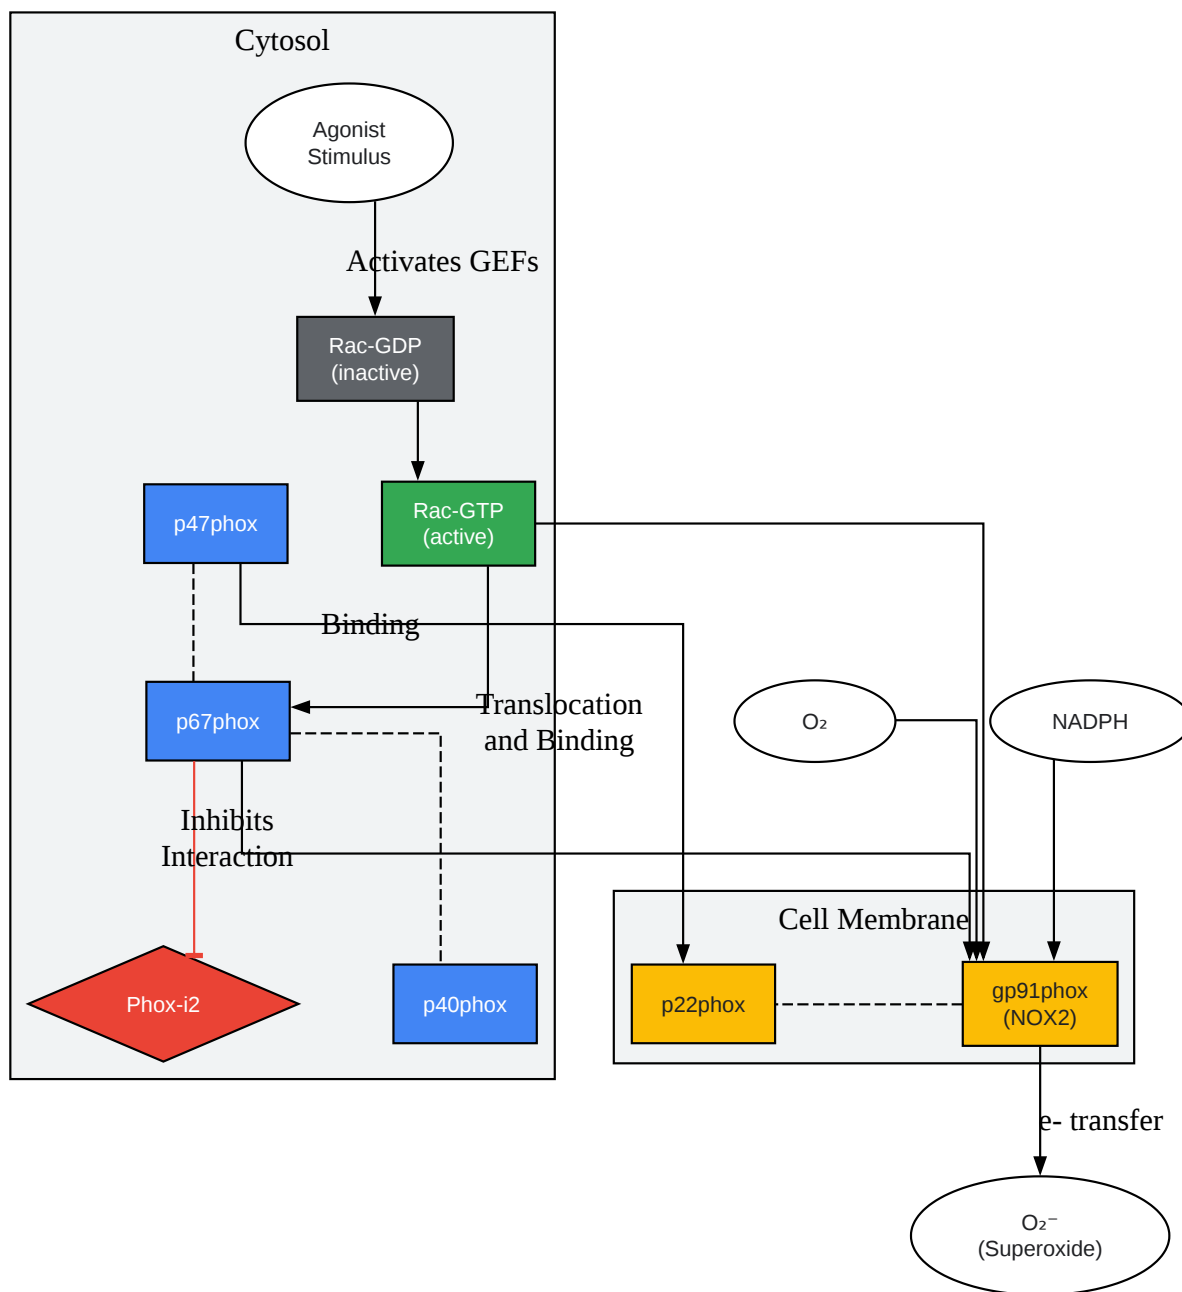 Cytosol
Agonist
Stimulus
Activates GEFs
Rac-GDP
(inactive)
p47phox
Rac-GTP
(active)
Binding
p67phox
Translocation
and Binding
O₂
NADPH
Inhibits
Interaction
Cell Membrane
Phox-i2
p40phox
p22phox
gp91phox
(NOX2)
e- transfer
O₂⁻
(Superoxide)